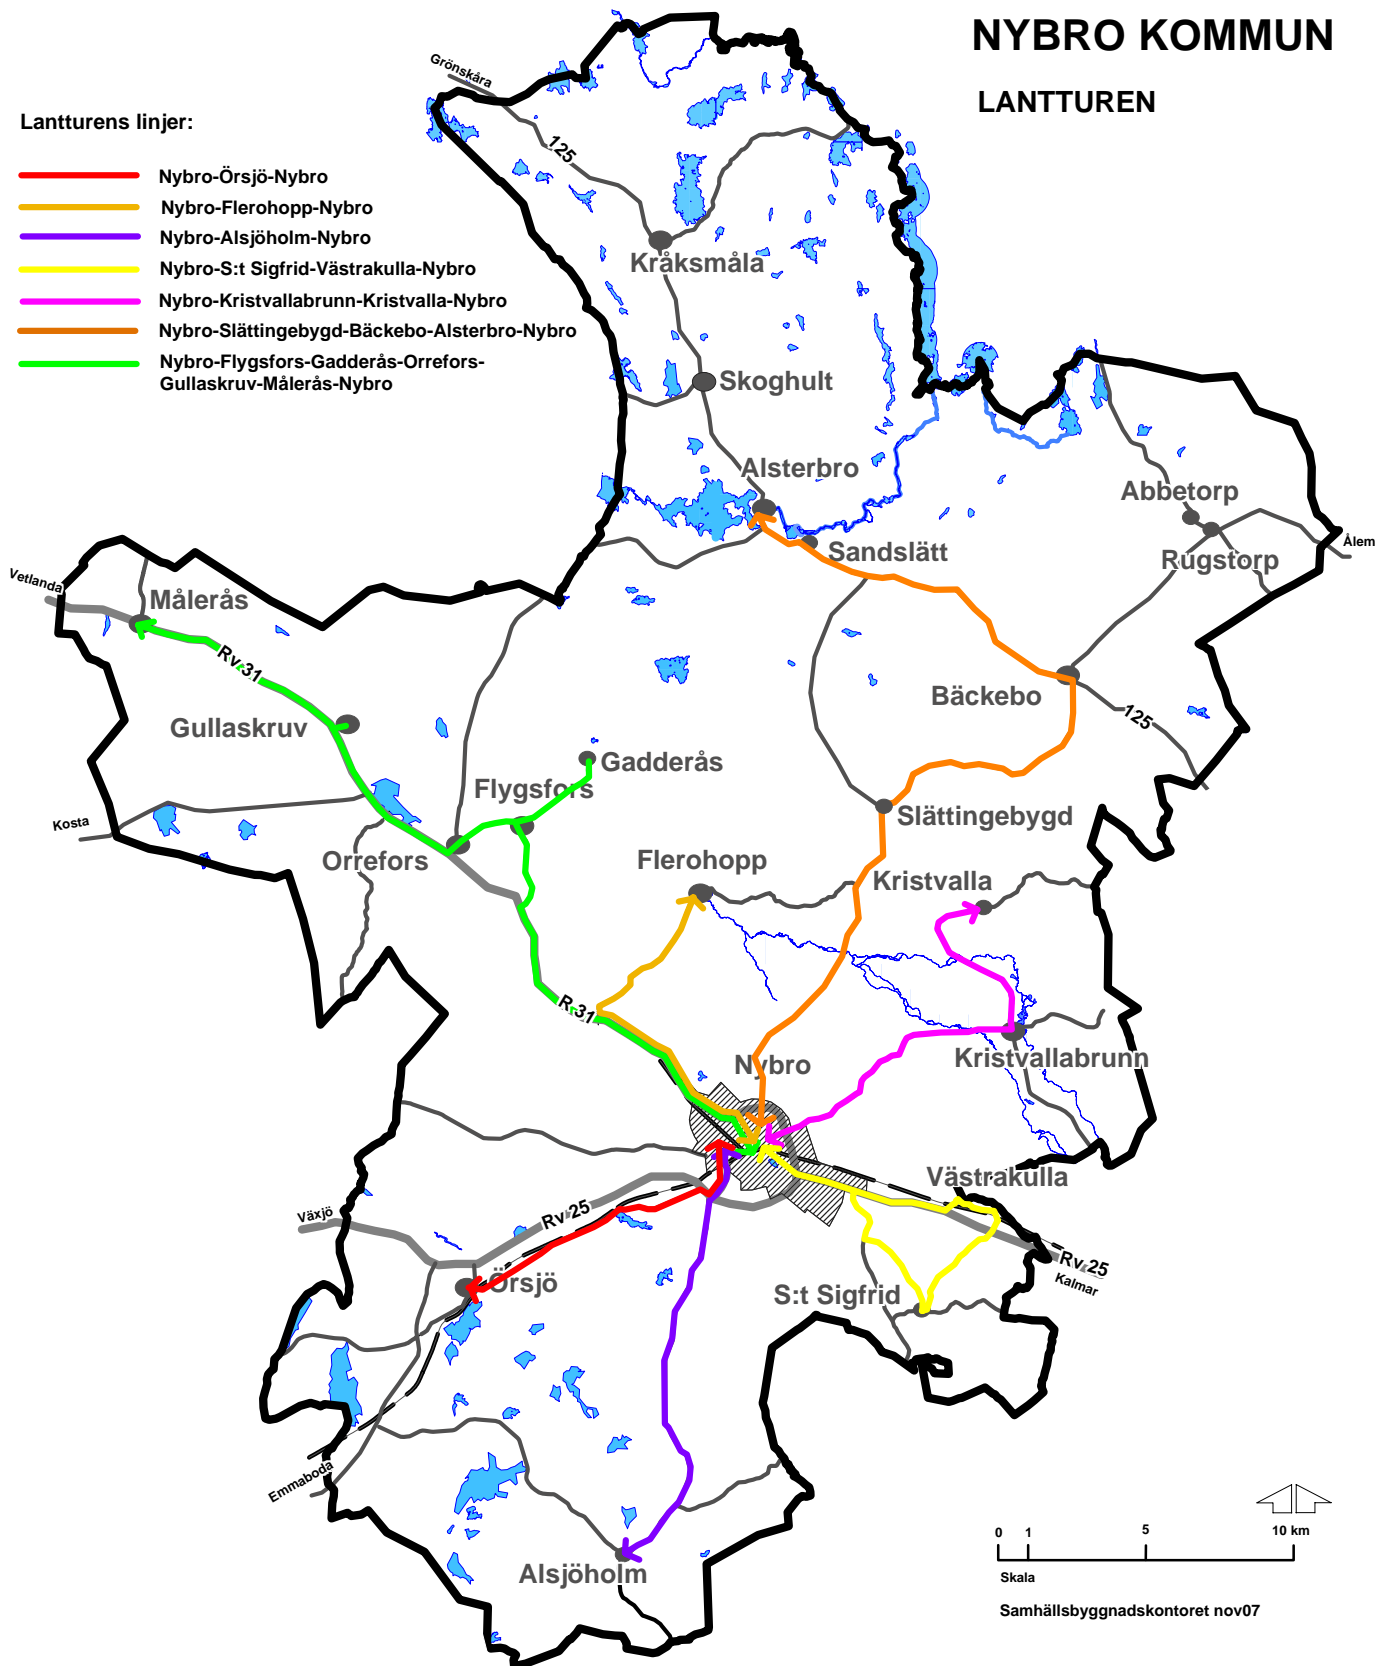 NYBRO KOMMUN
LANTTUREN
Lantturens linjer:
Nybro-Örsjö-Nybro
Nybro-Flerohopp-Nybro
Nybro-Alsjöholm-Nybro
Nybro-S:t Sigfrid-Västrakulla-Nybro
Nybro-Kristvallabrunn-Kristvalla-Nybro
Nybro-Slättingebygd-Bäckebo-Alsterbro-Nybro
Nybro-Flygsfors-Gadderås-Orrefors-
Gullaskruv-Målerås-Nybro
Grönskåra
125
Kråksmåla
Skoghult
Alsterbro
Abbetorp
Sandslätt
Rugstorp
Ålem
Vetlanda
Målerås
Rv 31
Bäckebo
125
Gullaskruv
Gadderås
Flygsfors
Slättingebygd
Kosta
Orrefors
Flerohopp
Kristvalla
R 31
Nybro
Kristvallabrunn
Västrakulla
Växjö
Rv 25
Rv 25
Kalmar
Örsjö
S:t Sigfrid
Emmaboda
Alsjöholm
0 1 5 10 km
Skala
Samhällsbyggnadskontoret nov07